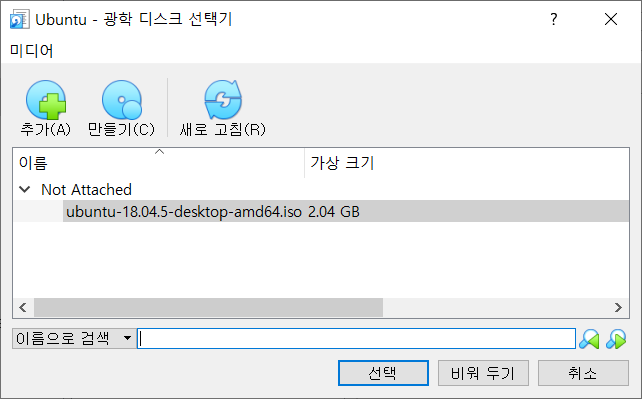 Ubuntu - 광학 디스크 선택기 ?
미디어
추가(A) 만들기(C) 새로 고침(R)
이름 가상 크기
Not Attached
ubuntu-18.04.5-desktop-amd64.iso 2.04 GB
이름으로 검색
선택 비워 두기 취소